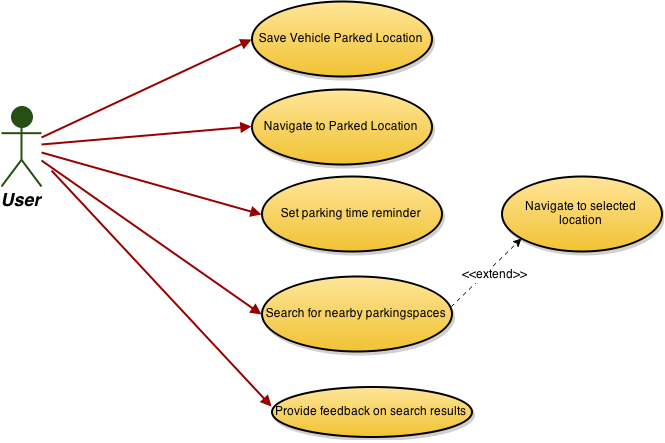 Save Vehicle Parked Location
Navigate to Parked Location
User
Set parking time reminder
Navigate to selected
location
<<extend>>
Search for nearby parkingspaces
Provide feedback on search results